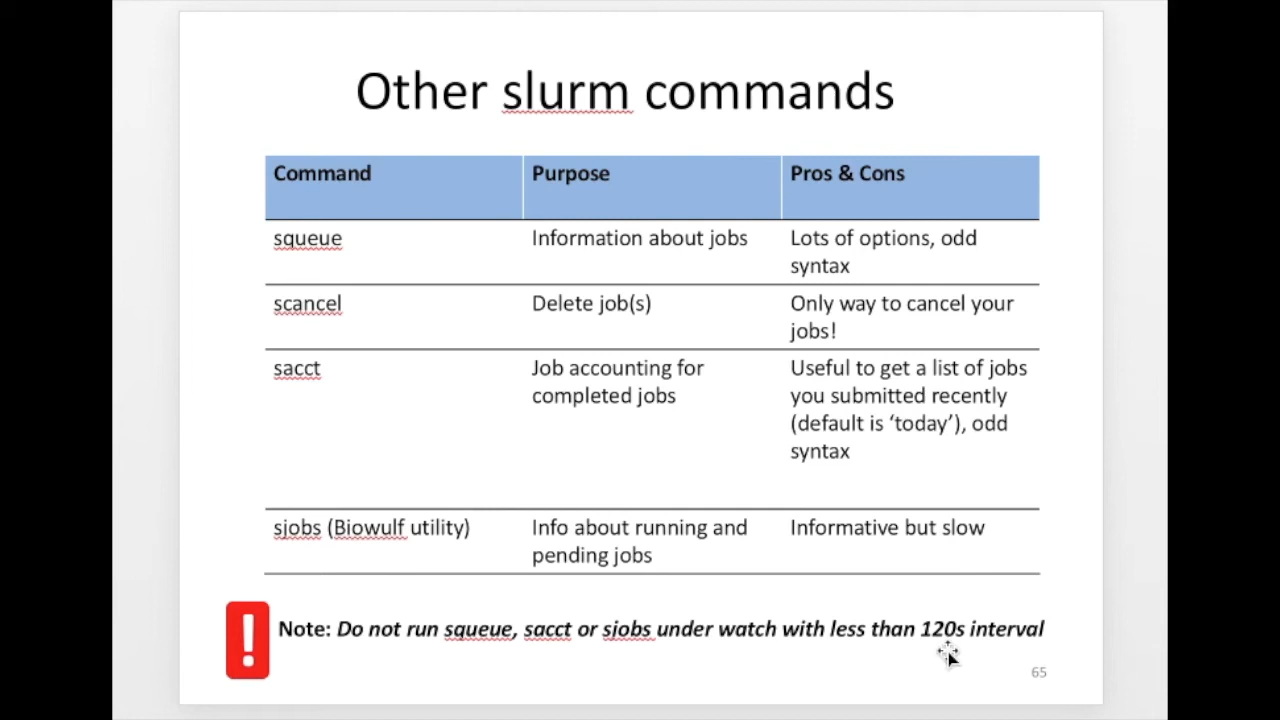 Other slurm commands
Command
Purpose
Pros & Cons
squeue
Information about jobs
Lots of options, odd
syntax
scancel
Delete job(s)
Only way to cancel your
jobs!
sacct
Job accounting for
completed jobs
Useful to get a list of jobs
you submitted recently
(default is ‘today’), odd
syntax
sjobs (Biowulf utility)
Info about running and
pending jobs
Informative but slow
Note: Do not run squeue, sacct or sjobs under watch with less than 120s interval
65